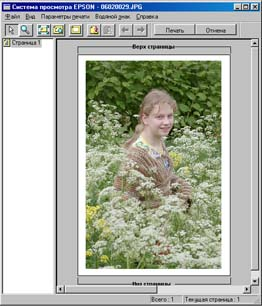 Система просмотра EPSON - 06020029.JPG
Файл Вид Параметры печати Водяной знак Справка
Печать Отмена
Страница 1
Верх страницы
Низ страницы
Всего : 1 Текущая страница : 1